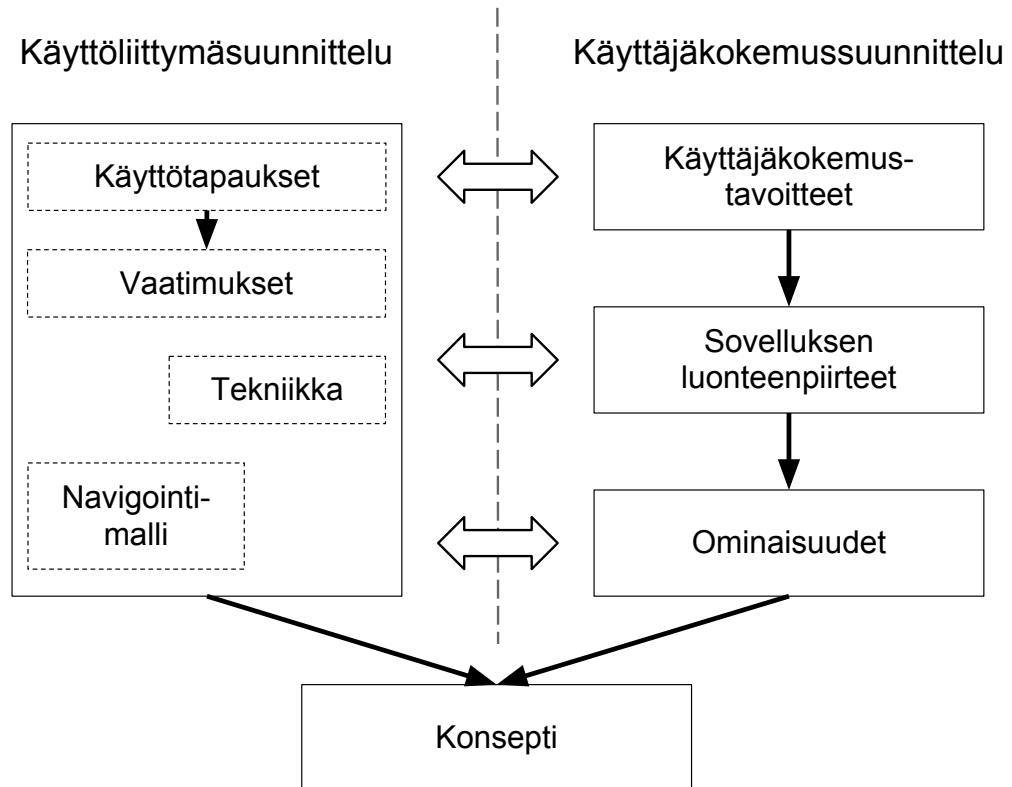 Käyttöliittymäsuunnittelu
Käyttäjäkokemussuunnittelu
Käyttötapaukset
Vaatimukset
Tekniikka
Navigointi-
malli
Käyttäjäkokemus-
tavoitteet
Sovelluksen
luonteenpiirteet
Ominaisuudet
Konsepti